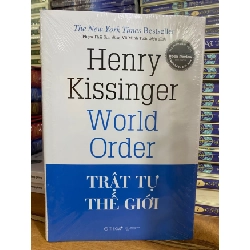 The New York Times Bestseller
Henry
Kissinger
World
Order
TRẬT TỰ
THẾ GIỚI